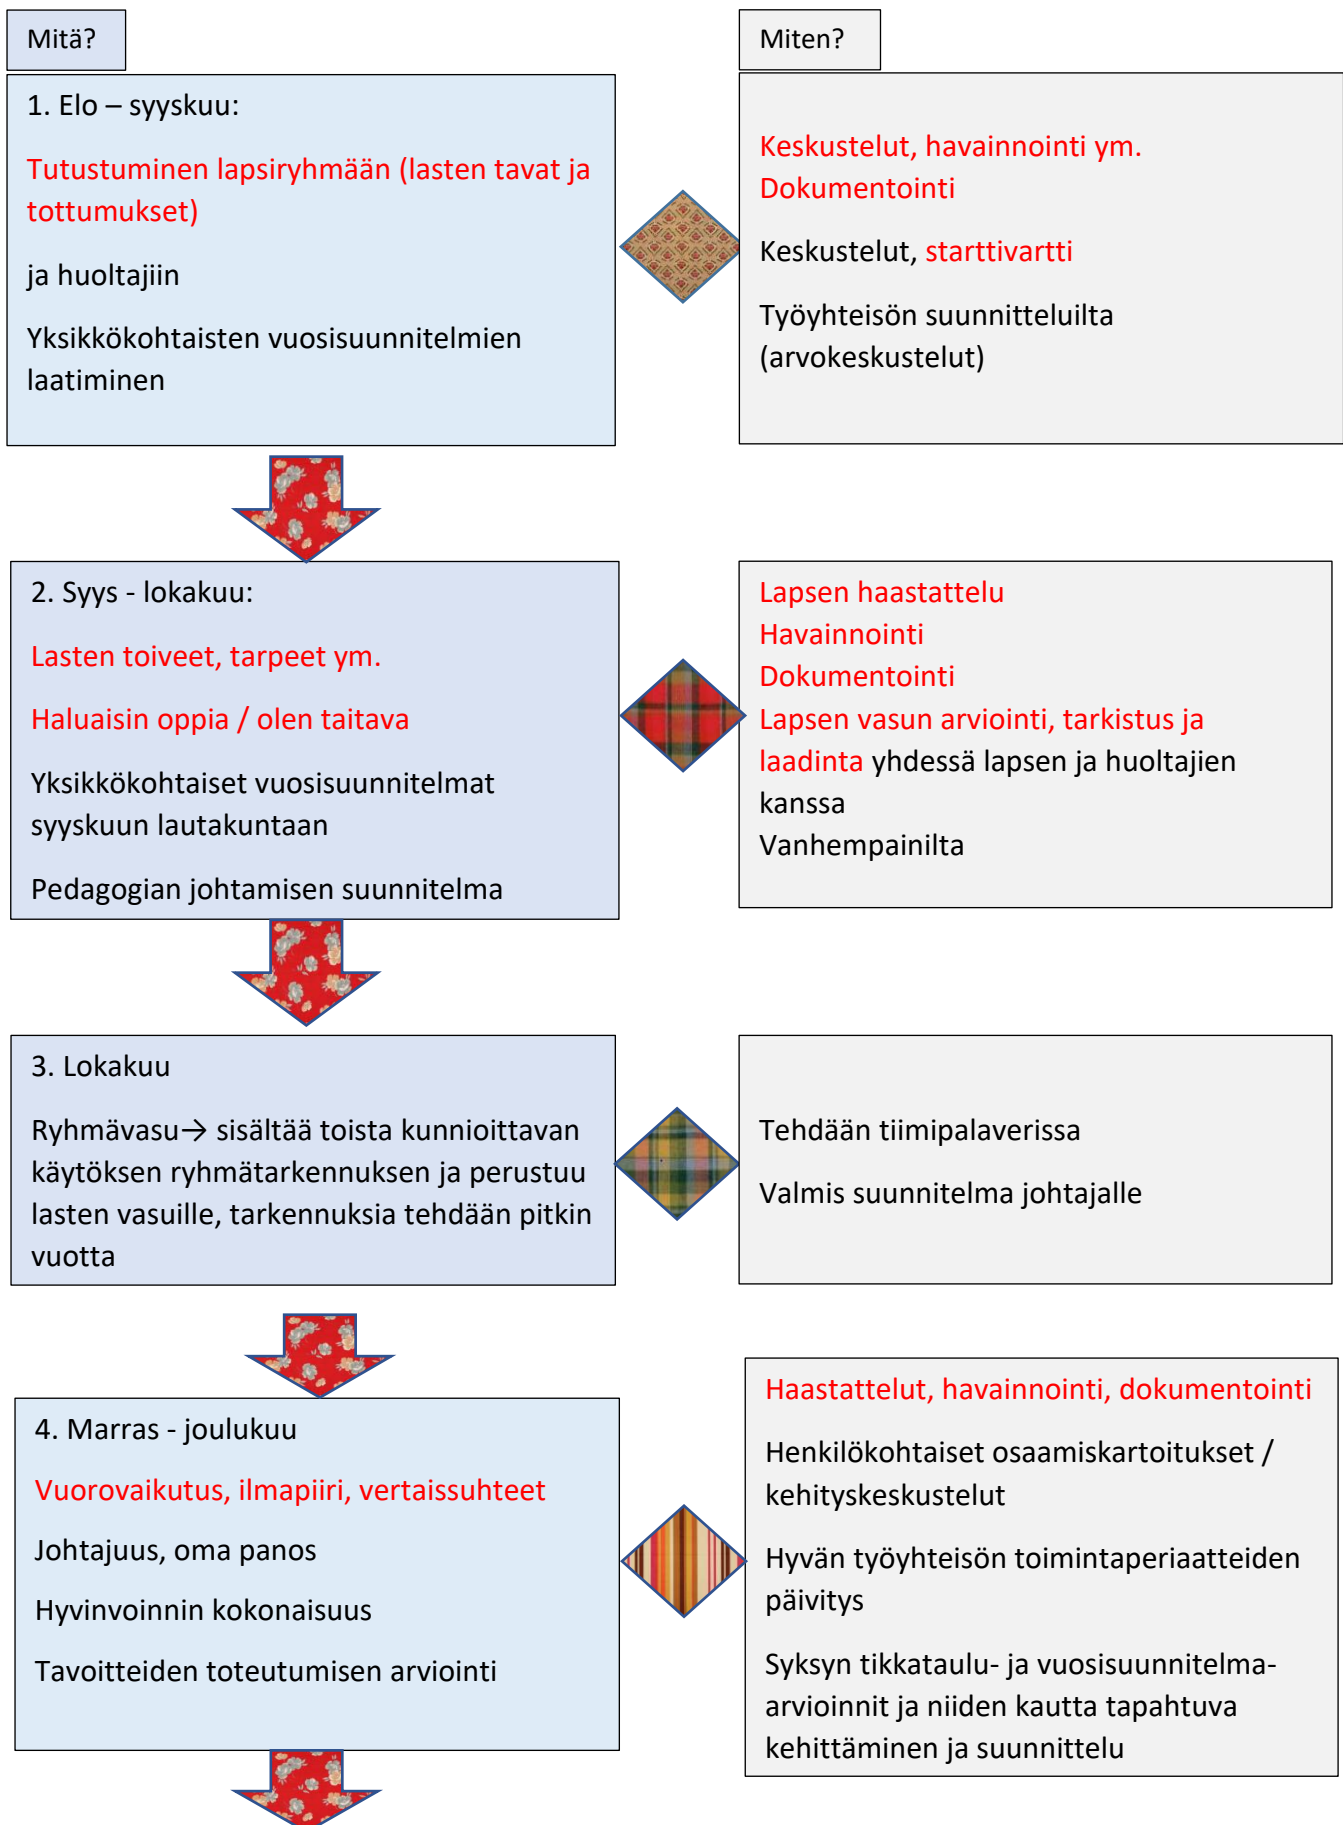 Mitä?
Miten?
1. Elo – syyskuu:
Tutustuminen lapsiryhmään (lasten tavat ja
tottumukset)
ja huoltajiin
Yksikkökohtaisten vuosisuunnitelmien
laatiminen
Keskustelut, havainnointi ym.
Dokumentointi
Keskustelut, starttivartti
Työyhteisön suunnitteluilta
(arvokeskustelut)
2. Syys - lokakuu:
Lasten toiveet, tarpeet ym.
Haluaisin oppia / olen taitava
Yksikkökohtaiset vuosisuunnitelmat
syyskuun lautakuntaan
Pedagogian johtamisen suunnitelma
Lapsen haastattelu
Havainnointi
Dokumentointi
Lapsen vasun arviointi, tarkistus ja
laadinta yhdessä lapsen ja huoltajien
kanssa
Vanhempainilta
3. Lokakuu
Ryhmävasu→ sisältää toista kunnioittavan
käytöksen ryhmätarkennuksen ja perustuu
lasten vasuille, tarkennuksia tehdään pitkin
vuotta
Tehdään tiimipalaverissa
Valmis suunnitelma johtajalle
4. Marras - joulukuu
Vuorovaikutus, ilmapiiri, vertaissuhteet
Johtajuus, oma panos
Hyvinvoinnin kokonaisuus
Tavoitteiden toteutumisen arviointi
Haastattelut, havainnointi, dokumentointi
Henkilökohtaiset osaamiskartoitukset /
kehityskeskustelut
Hyvän työyhteisön toimintaperiaatteiden
päivitys
Syksyn tikkataulu- ja vuosisuunnitelma-
arvioinnit ja niiden kautta tapahtuva
kehittäminen ja suunnittelu